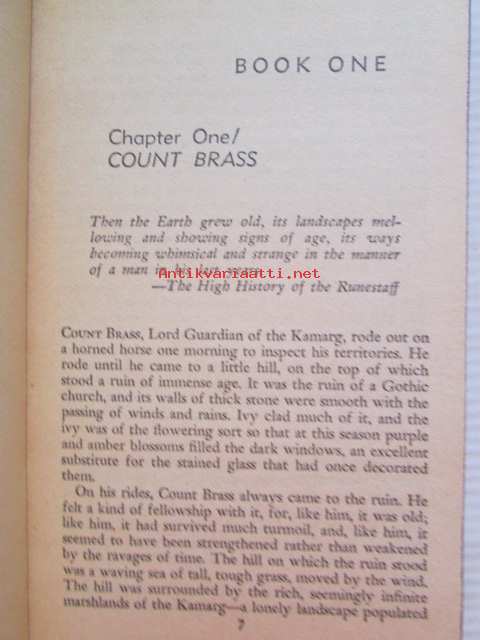 BOOK ONE
Chapter One/
COUNT BRASS
Then the Earth grew old, its landscapes mel-
lowing and showing signs of age, its ways
becoming whimsical and strange in the manner
of a man in his last years.
Antikvariaatti.net
—The High History of the Runestaff
COUNT BRASS, Lord Guardian of the Kamarg, rode out on
a horned horse one morning to inspect his territories. He
rode until he came to a little hill, on the top of which
stood a ruin of immense age. It was the ruin of a Gothic
church, and its walls of thick stone were smooth with the
passing of winds and rains. Ivy clad much of it, and the
ivy was of the flowering sort so that at this season purple
and amber blossoms filled the dark windows, an excellent
substitute for the stained glass that had once decorated
them.
On his rides, Count Brass always came to the ruin. He
felt a kind of fellowship with it, for, like him, it was old;
like him, it had survived much turmoil, and, like him, it
seemed to have been strengthened rather than weakened
by the ravages of time. The hill on which the ruin stood
was a waving sea of tall, tough grass, moved by the wind.
The hill was surrounded by the rich, seemingly infinite
marshlands of the Kamarg—a lonely landscape populated
7